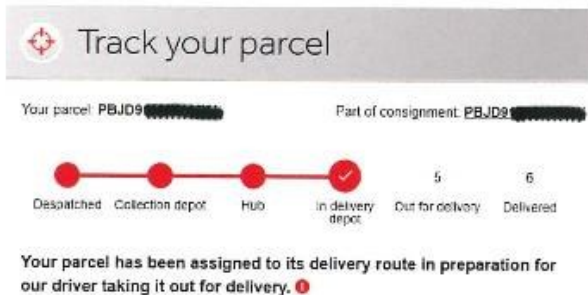 Track your parcel
Your parcel: PBJD9 Part of consignment: PBJD9
Despatched Collection depot Hub In delivery depot 5 Out for delivery 6 Delivered
Your parcel has been assigned to its delivery route in preparation for
our driver taking it out for delivery.